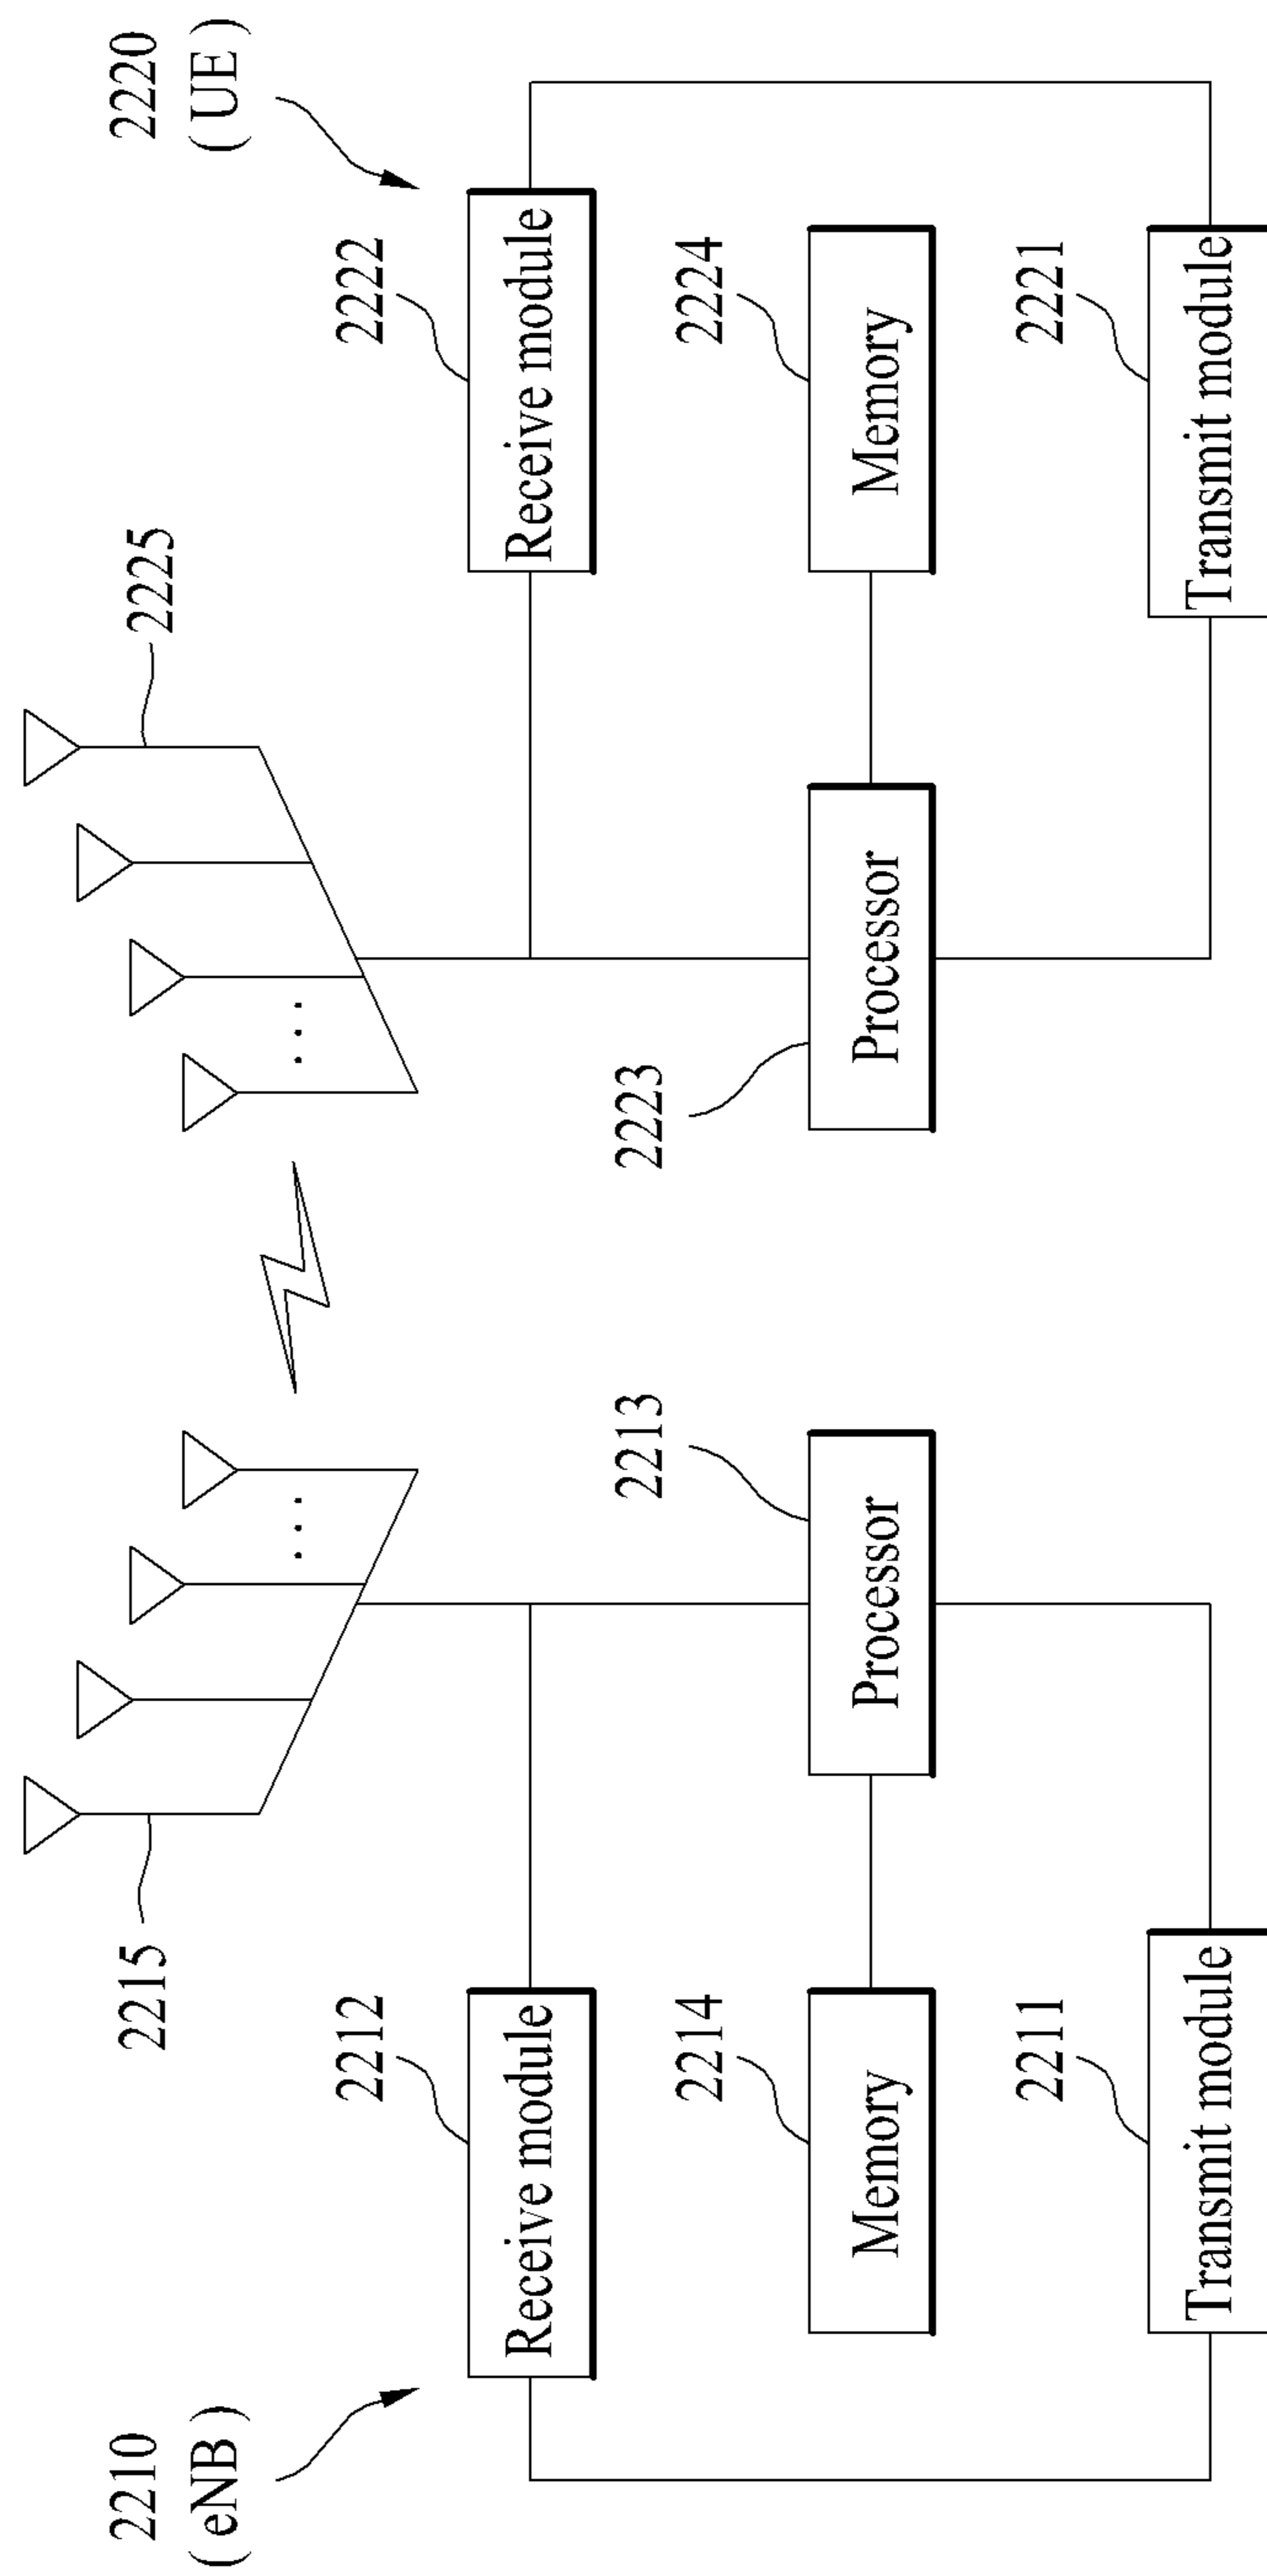 2210
( eNB )
2220
( UE )
2215
2225
2212
Receive module
2222
Receive module
2213
2223
2214
Memory
Processor
Processor
2224
Memory
2211
Transmit module
2221
Transmit module